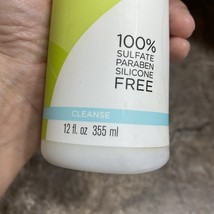 100%
SULFATE
PARABEN
SILICONE
FREE
CLEANSE
12 fl. oz 355 ml